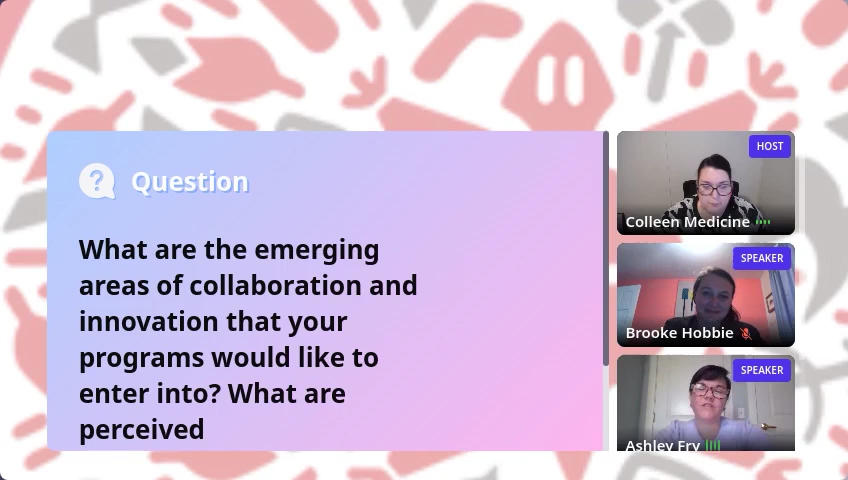 Question
What are the emerging
areas of collaboration and
innovation that your
programs would like to
enter into? What are
perceived
HOST
Colleen Medicine
SPEAKER
Brooke Hobbie
SPEAKER
Ashley Fry